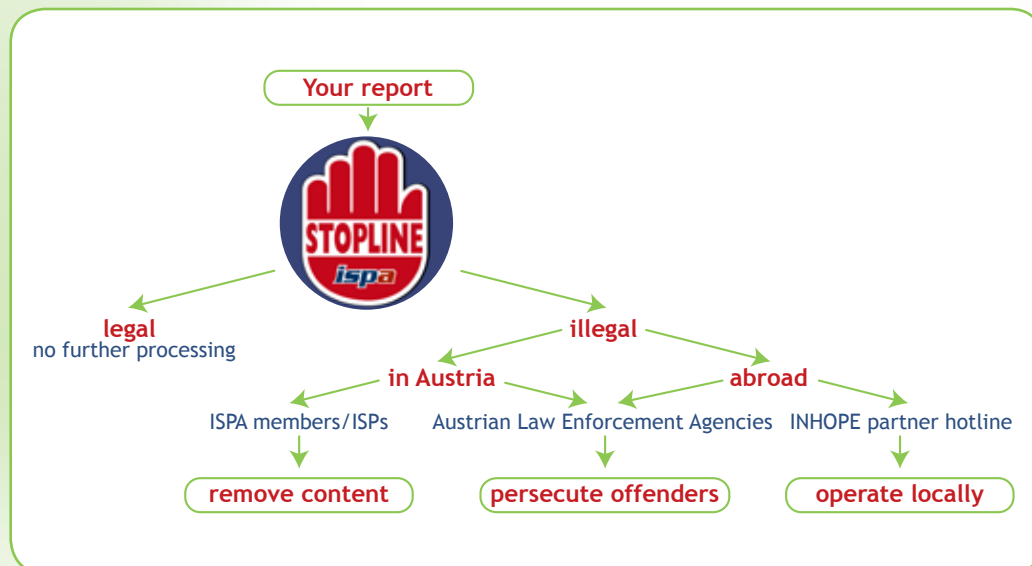 Your report
STOPLINE
ispa
legal
no further processing
illegal
in Austria
abroad
ISPA members/ISPs
Austrian Law Enforcement Agencies
INHOPE partner hotline
remove content
persecute offenders
operate locally